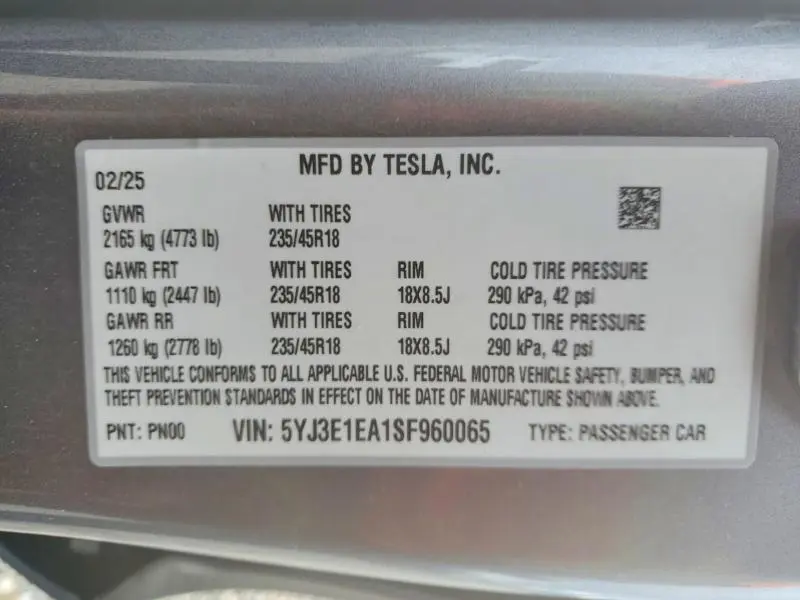 MFD BY TESLA, INC.
02/25
GVWR WITH TIRES
2165 kg (4773 lb) 235/45R18
GAWR FRT WITH TIRES RIM COLD TIRE PRESSURE
1110 kg (2447 lb) 235/45R18 18X8.5J 290 kPa, 42 psi
GAWR RR WITH TIRES RIM COLD TIRE PRESSURE
1260 kg (2778 lb) 235/45R18 18X8.5J 290 kPa, 42 psi
THIS VEHICLE CONFORMS TO ALL APPLICABLE U.S. FEDERAL MOTOR VEHICLE SAFETY, BUMPER, AND
THEFT PREVENTION STANDARDS IN EFFECT ON THE DATE OF MANUFACTURE SHOWN ABOVE.
PNT: PN00 VIN: 5YJ3E1EA1SF960065 TYPE: PASSENGER CAR